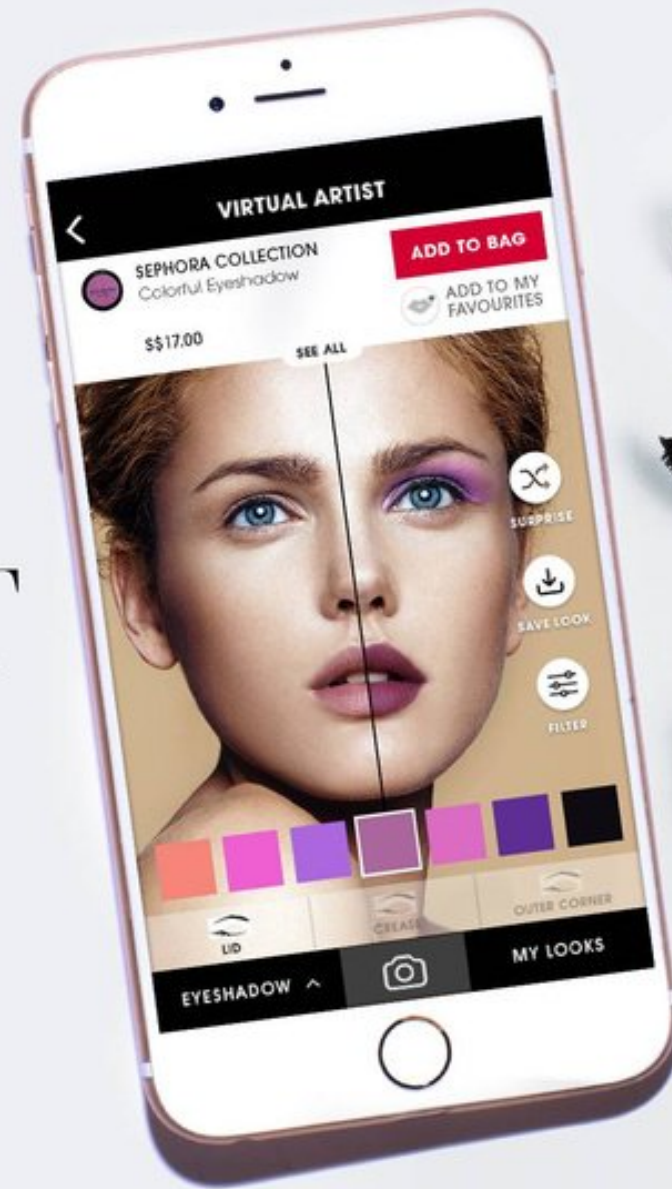 VIRTUAL ARTIST
SEPHORA COLLECTION
Colorful Eyeshadow
ADD TO BAG
ADD TO MY
FAVOURITES
S$17.00
SEE ALL
SURPRISE
SAVE LOOK
FILTER
LID
CREASE
OUTER CORNER
EYESHADOW
MY LOOKS